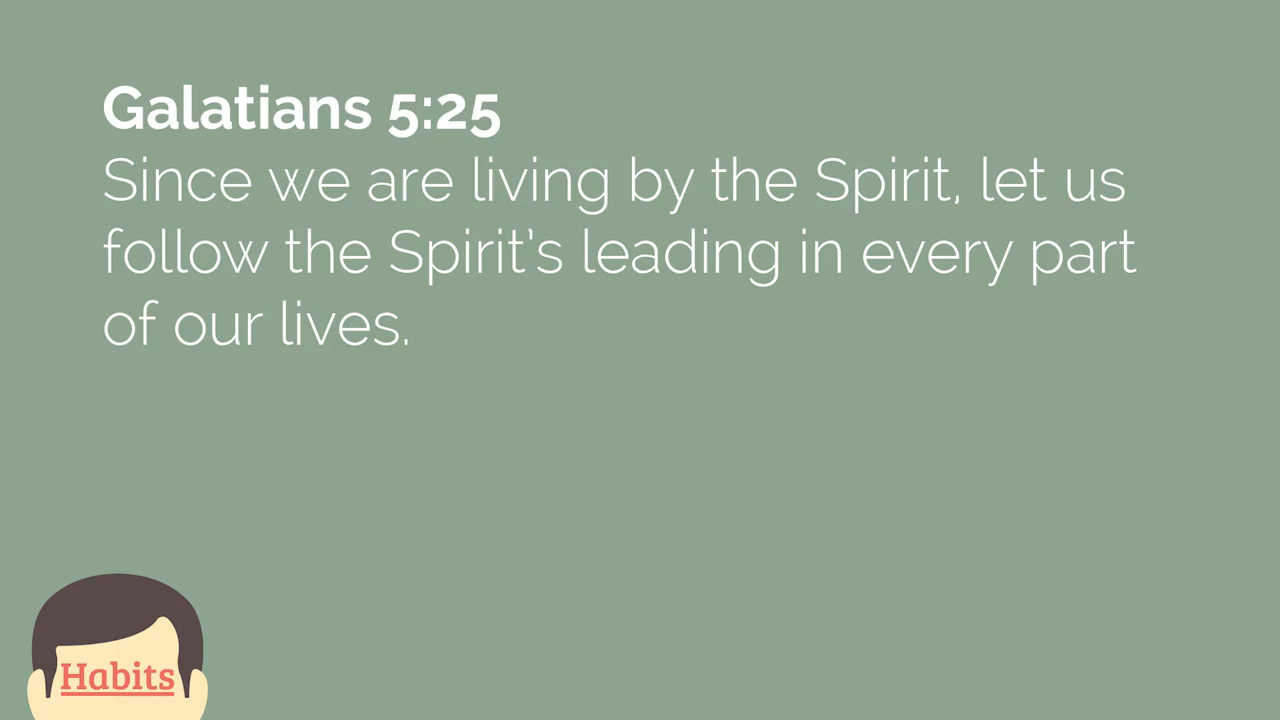 Galatians 5:25
Since we are living by the Spirit, let us
follow the Spirit’s leading in every part
of our lives.
Habits